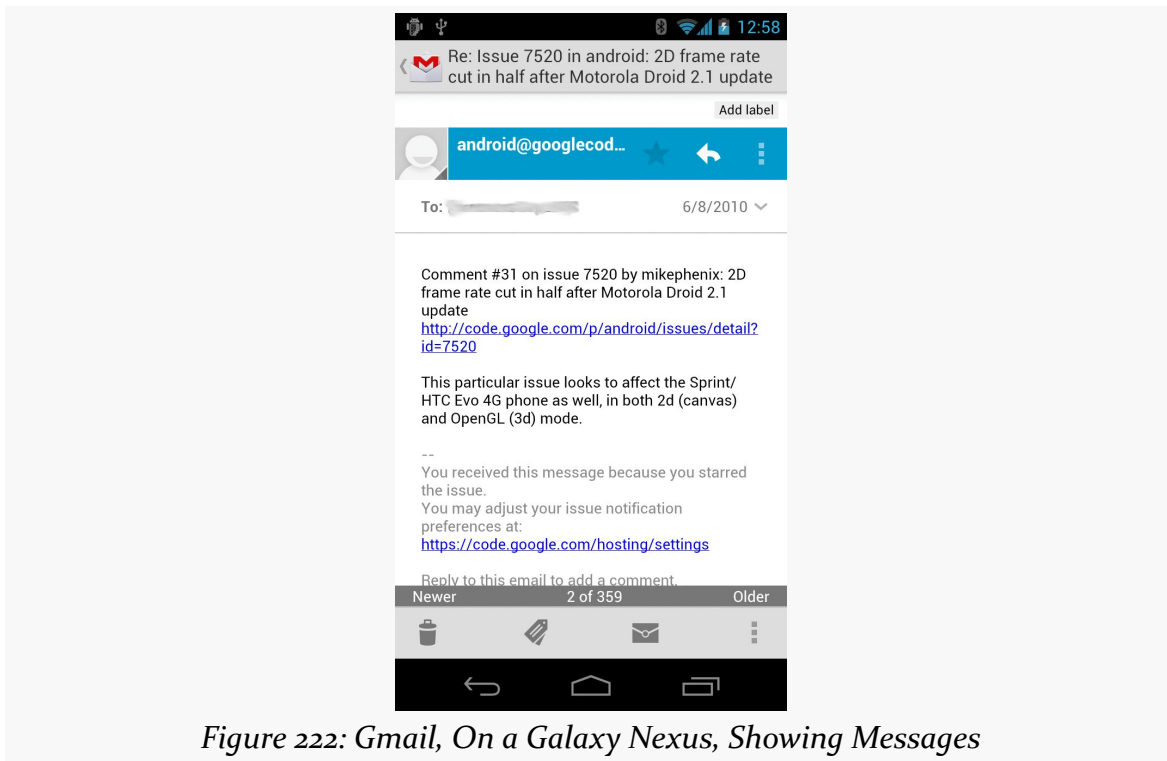 12:58
Re: Issue 7520 in android: 2D frame rate
cut in half after Motorola Droid 2.1 update
Add label
android@googlecod...
To:
6/8/2010
Comment #31 on issue 7520 by mikephenix: 2D
frame rate cut in half after Motorola Droid 2.1
update
http://code.google.com/p/android/issues/detail?
id=7520
This particular issue looks to affect the Sprint/
HTC Evo 4G phone as well, in both 2d (canvas)
and OpenGL (3d) mode.
--
You received this message because you starred
the issue.
You may adjust your issue notification
preferences at:
https://code.google.com/hosting/settings
Reply to this email to add a comment.
Newer 2 of 359 Older
Figure 222: Gmail, On a Galaxy Nexus, Showing Messages